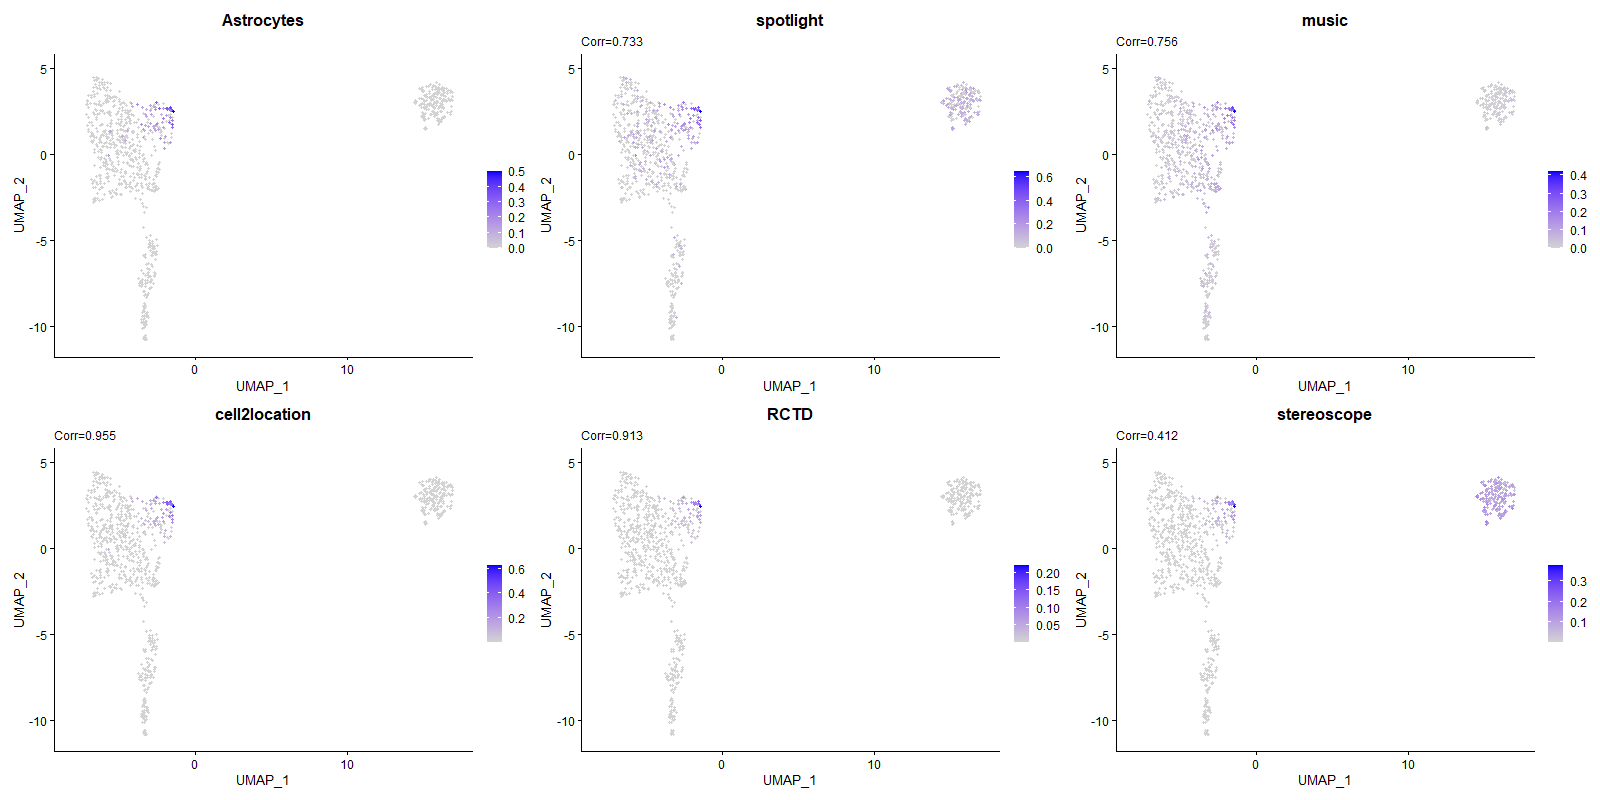 Astrocytes
5
0
-5
-10
UMAP_2
0
10
UMAP_1
0.5
0.4
0.3
0.2
0.1
0.0
spotlight
Corr=0.733
5
0
-5
-10
UMAP_2
0
10
UMAP_1
0.6
0.4
0.2
0.0
music
Corr=0.756
5
0
-5
-10
UMAP_2
0
10
UMAP_1
0.4
0.3
0.2
0.1
0.0
cell2location
Corr=0.955
5
0
-5
-10
UMAP_2
0
10
UMAP_1
0.6
0.4
0.2
RCTD
Corr=0.913
5
0
-5
-10
UMAP_2
0
10
UMAP_1
0.20
0.15
0.10
0.05
stereoscope
Corr=0.412
5
0
-5
-10
UMAP_2
0
10
UMAP_1
0.3
0.2
0.1